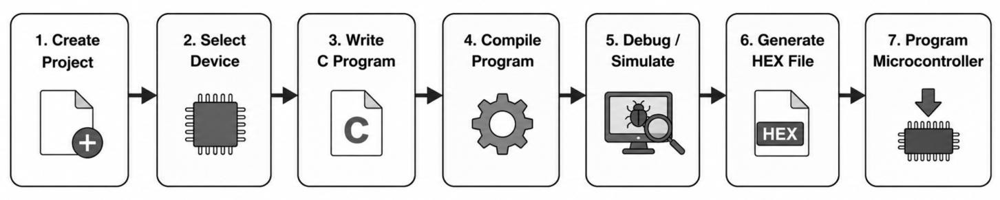 1. Create
Project
2. Select
Device
3. Write
C Program
C
4. Compile
Program
5. Debug /
Simulate
6. Generate
HEX File
HEX
7. Program
Microcontroller